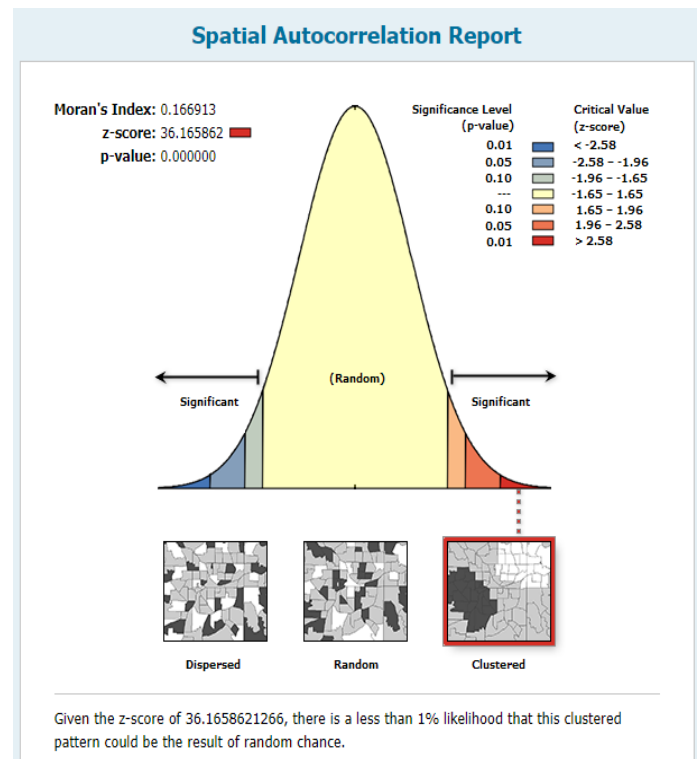 Spatial Autocorrelation Report
Moran's Index: 0.166913
z-score: 36.165862
p-value: 0.000000
Significance Level Critical Value
(p-value) (z-score)
0.01 < -2.58
0.05 -2.58 – -1.96
0.10 -1.96 – -1.65
--- -1.65 – 1.65
0.10 1.65 – 1.96
0.05 1.96 – 2.58
0.01 > 2.58
(Random)
Significant Significant
Dispersed Random Clustered
Given the z-score of 36.1658621266, there is a less than 1% likelihood that this clustered
pattern could be the result of random chance.